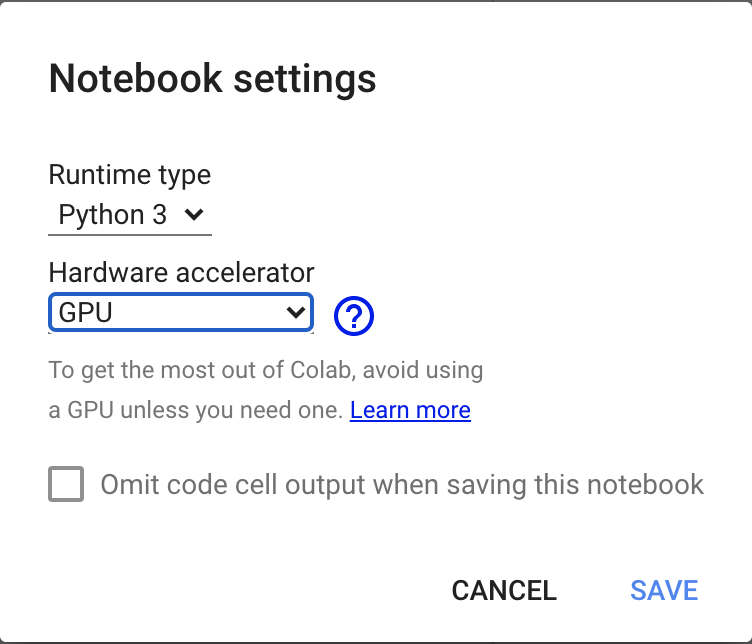 Notebook settings
Runtime type
Python 3
Hardware accelerator
GPU
?
To get the most out of Colab, avoid using
a GPU unless you need one. Learn more
Omit code cell output when saving this notebook
CANCEL SAVE